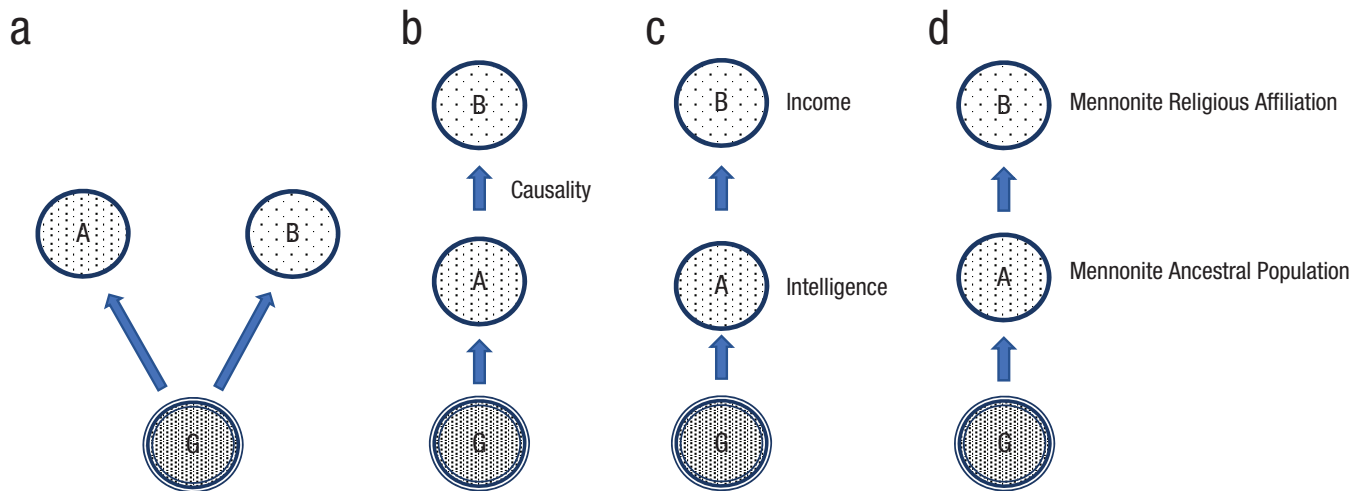 a
b
c
d
A
B
G
B
Causality
A
G
B
Income
A
Intelligence
G
B
Mennonite Religious Affiliation
A
Mennonite Ancestral Population
G